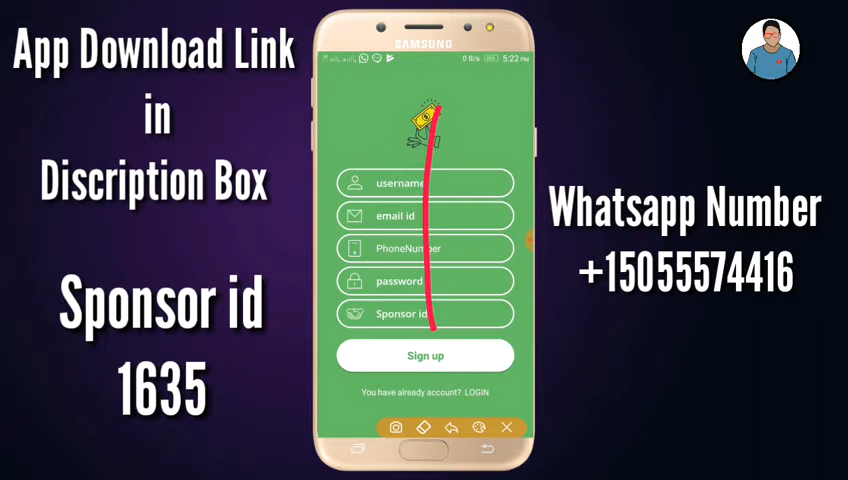 App Download Link
in
Discription Box
Sponsor id
1635
SAMSUNG
0 B/s 5:22 PM
username
email id
PhoneNumber
password
Sponsor id
Sign up
You have already account? LOGIN
Whatsapp Number
+15055574416